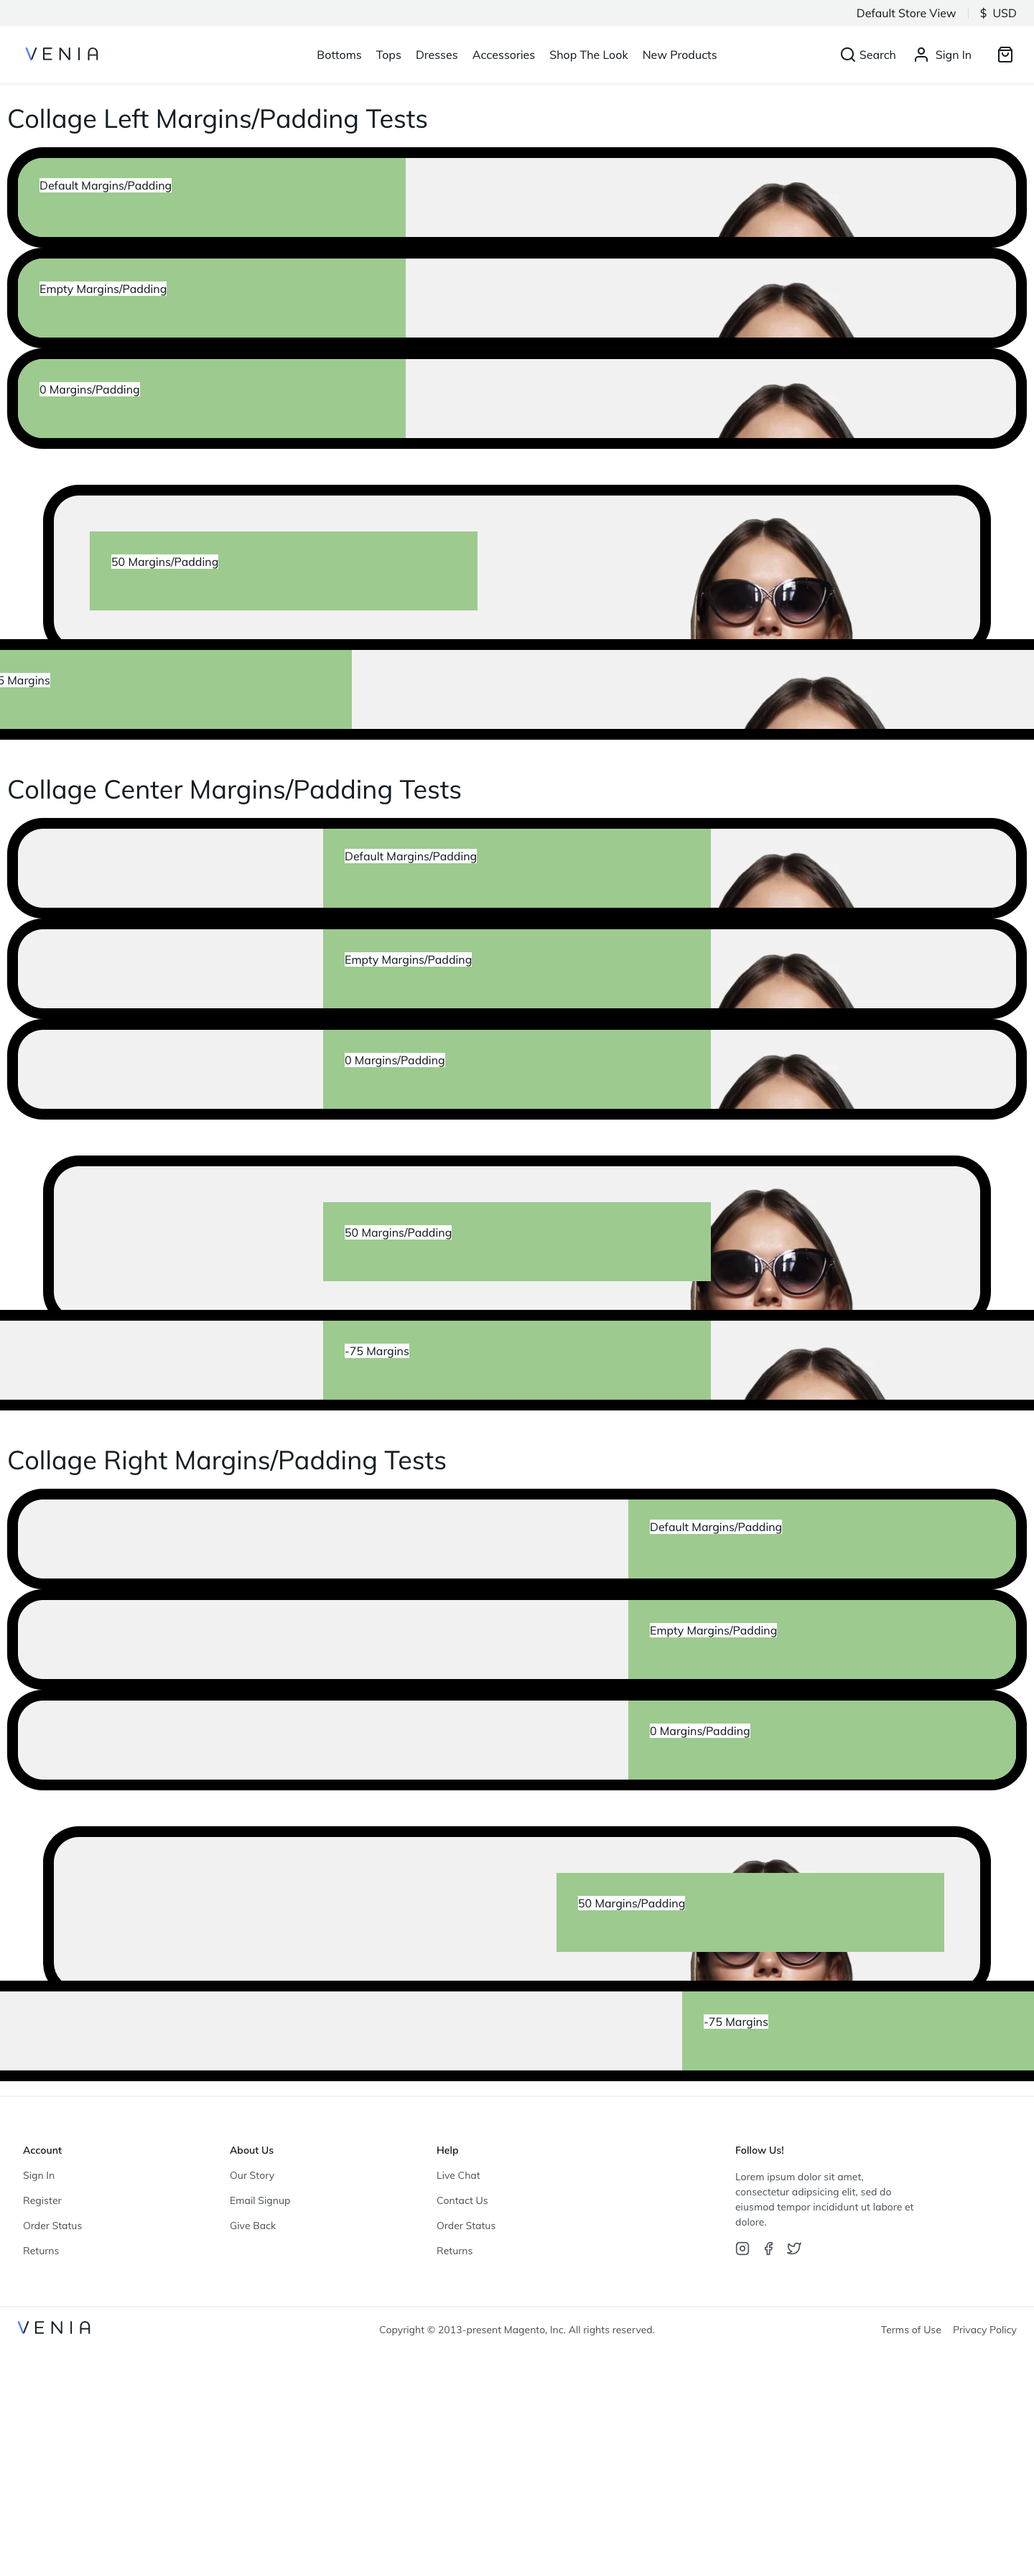 Default Store View
$ USD
VENIA
Bottoms Tops Dresses Accessories Shop The Look New Products
Search
Sign In
Collage Left Margins/Padding Tests
Default Margins/Padding
Empty Margins/Padding
0 Margins/Padding
50 Margins/Padding
5 Margins
Collage Center Margins/Padding Tests
Default Margins/Padding
Empty Margins/Padding
0 Margins/Padding
50 Margins/Padding
-75 Margins
Collage Right Margins/Padding Tests
Default Margins/Padding
Empty Margins/Padding
0 Margins/Padding
50 Margins/Padding
-75 Margins
Account
Sign In
Register
Order Status
Returns
About Us
Our Story
Email Signup
Give Back
Help
Live Chat
Contact Us
Order Status
Returns
Follow Us!
Lorem ipsum dolor sit amet,
consectetur adipsicing elit, sed do
eiusmod tempor incididunt ut labore et
dolore.
VENIA
Copyright © 2013-present Magento, Inc. All rights reserved.
Terms of Use Privacy Policy